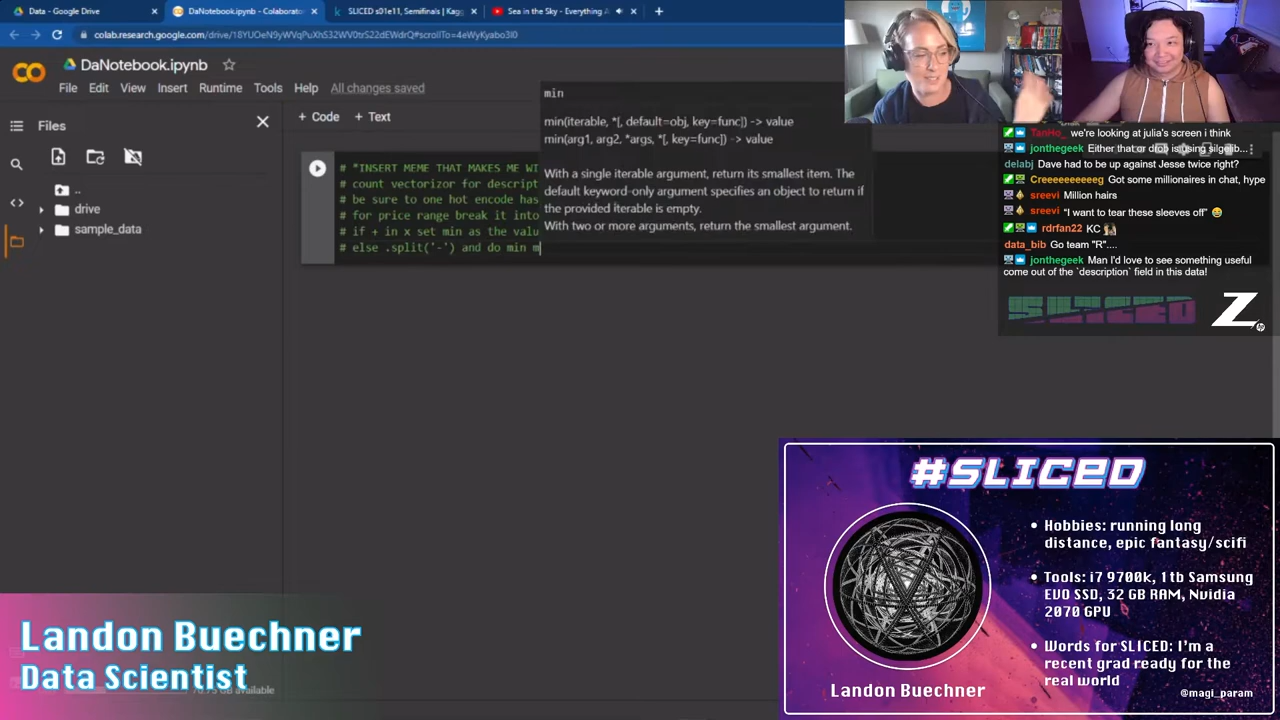 Data - Google Drive
DaNotebook.ipynb - Colaborato
SLICED s01e11, Semifinals | Kagg
Sea in the Sky - Everything A
colab.research.google.com/drive/
DaNotebook.ipynb
File Edit View Insert Runtime Tools Help All changes saved
Files
+ Code + Text
..
drive
sample_data
# *INSERT MEME THAT MAKES ME WI
# count vectorizor for descript
# be sure to one hot encode has
# for price range break it into
# if + in x set min as the valu
# else .split('-') and do min m
min
min(iterable, *[, default=obj, key=func]) -> value
min(arg1, arg2, *args, *[, key=func]) -> value
With a single iterable argument, return its smallest item. The
default keyword-only argument specifies an object to return if
the provided iterable is empty.
With two or more arguments, return the smallest argument.
TanHo_ we're looking at julia's screen i think
jonthegeek: Either that or
delabj: Dave had to be up against Jesse twice right?
Creeeeeeeeeg: Got some millionaires in chat, hype
sreevi: Million hairs
sreevi: "I want to tear these sleeves off"
rdrfan22: KC
data_bib: Go team "R"....
jonthegeek: Man I'd love to see something useful
come out of the `description` field in this data!
SLICED
Z
hp
#SLICED
• Hobbies: running long
distance, epic fantasy/scifi
• Tools: i7 9700k, 1tb Samsung
EVO SSD, 32 GB RAM, Nvidia
2070 GPU
• Words for SLICED: I'm a
recent grad ready for the
real world
Landon Buechner
@magi_param
Landon Buechner
Data Scientist
GB available